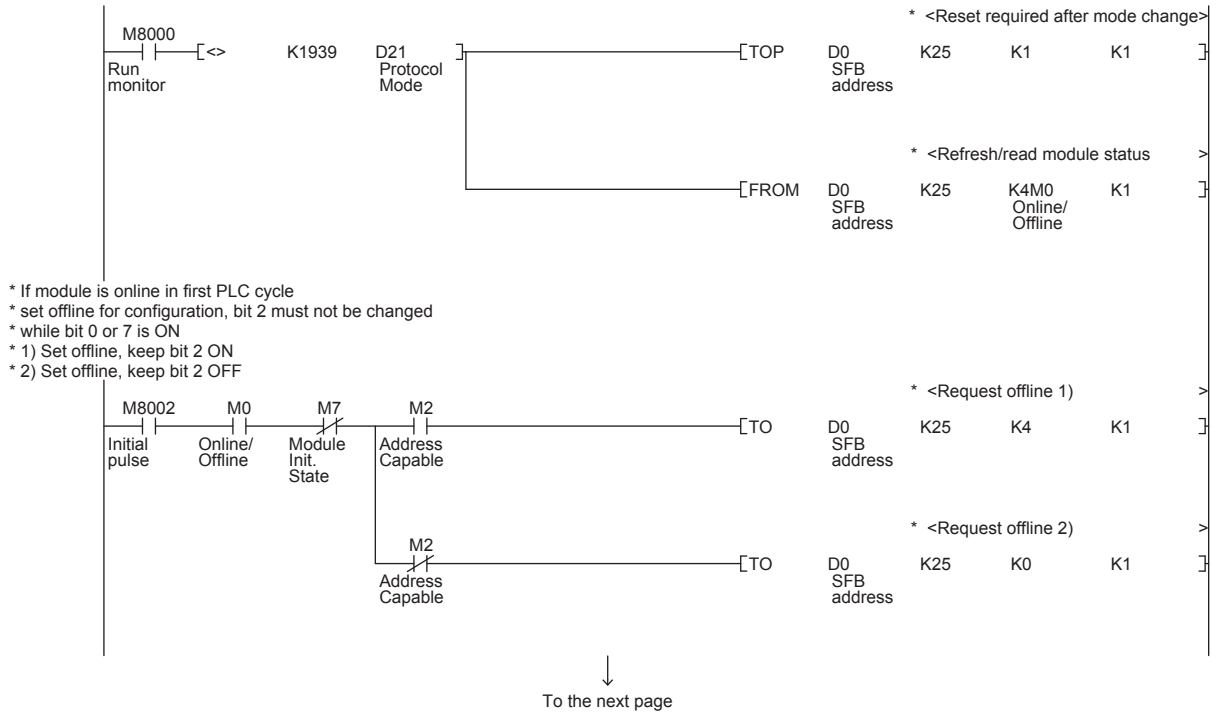 * <Reset required after mode change>
M8000
[<> K1939 D21 ]
[TOP D0 K25 K1 K1 ]
Run
monitor
Protocol
Mode
SFB
address
* <Refresh/read module status >
[FROM D0 K25 K4M0 K1 ]
SFB
address
Online/
Offline
* If module is online in first PLC cycle
* set offline for configuration, bit 2 must not be changed
* while bit 0 or 7 is ON
* 1) Set offline, keep bit 2 ON
* 2) Set offline, keep bit 2 OFF
* <Request offline 1) >
M8002 M0 M7 M2
[TO D0 K25 K4 K1 ]
Initial
pulse
Online/
Offline
Module
Init.
State
Address
Capable
SFB
address
* <Request offline 2) >
M2
[TO D0 K25 K0 K1 ]
Address
Capable
SFB
address
To the next page